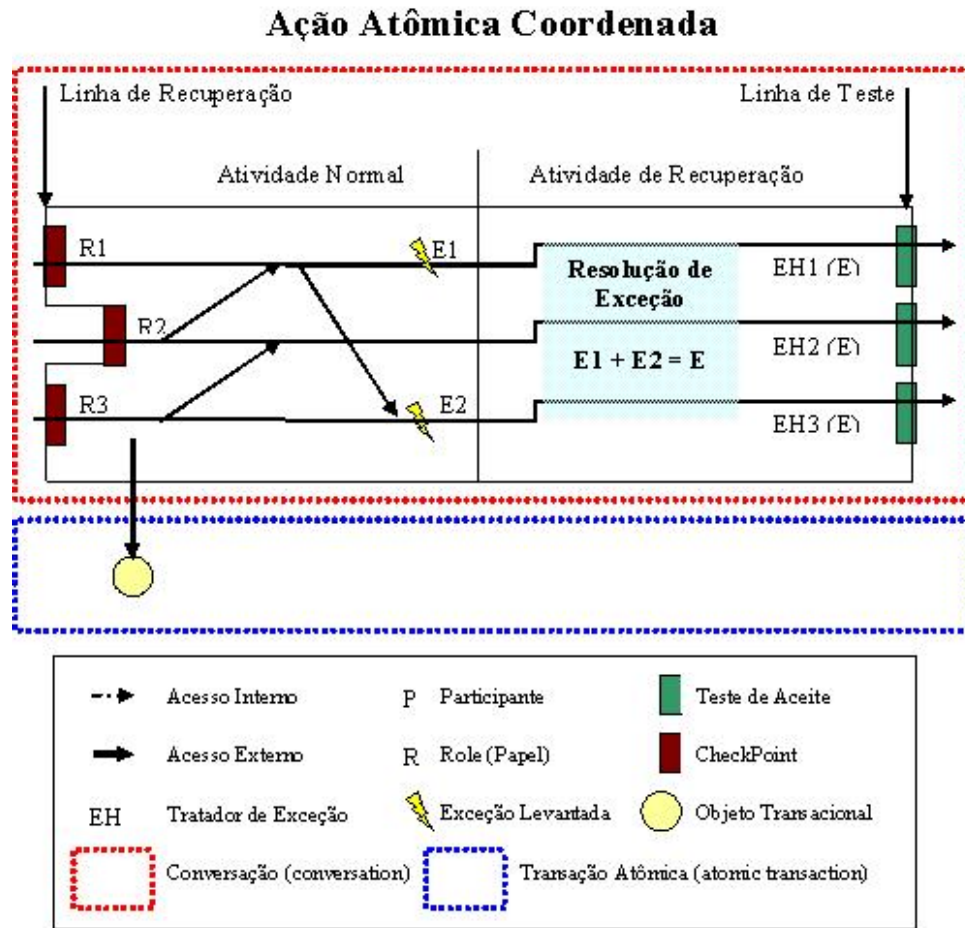 Ação Atômica Coordenada
Linha de Recuperação
Linha de Teste
Atividade Normal
Atividade de Recuperação
R1
E1
EH1 (E)
Resolução de
Exceção
R2
EH2 (E)
E1 + E2 = E
R3
E2
EH3 (E)
Acesso Interno
P Participante
Teste de Aceite
Acesso Externo
R Role (Papel)
CheckPoint
EH Tratador de Exceção
Exceção Levantada
Objeto Transacional
Conversação (conversation)
Transação Atômica (atomic transaction)